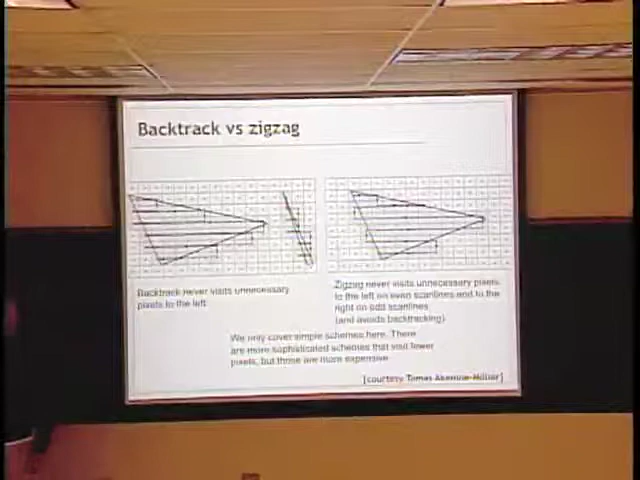 Backtrack vs zigzag
Backtrack never visits unnecessary
pixels to the left
Zigzag never visits unnecessary pixels
to the left on even scanlines and to the
right on odd scanlines
(and avoids backtracking)
We only cover simple schemes here. There
are more sophisticated schemes that visit fewer
pixels, but those are more expensive
[courtesy Tomas Akenine-Möller]